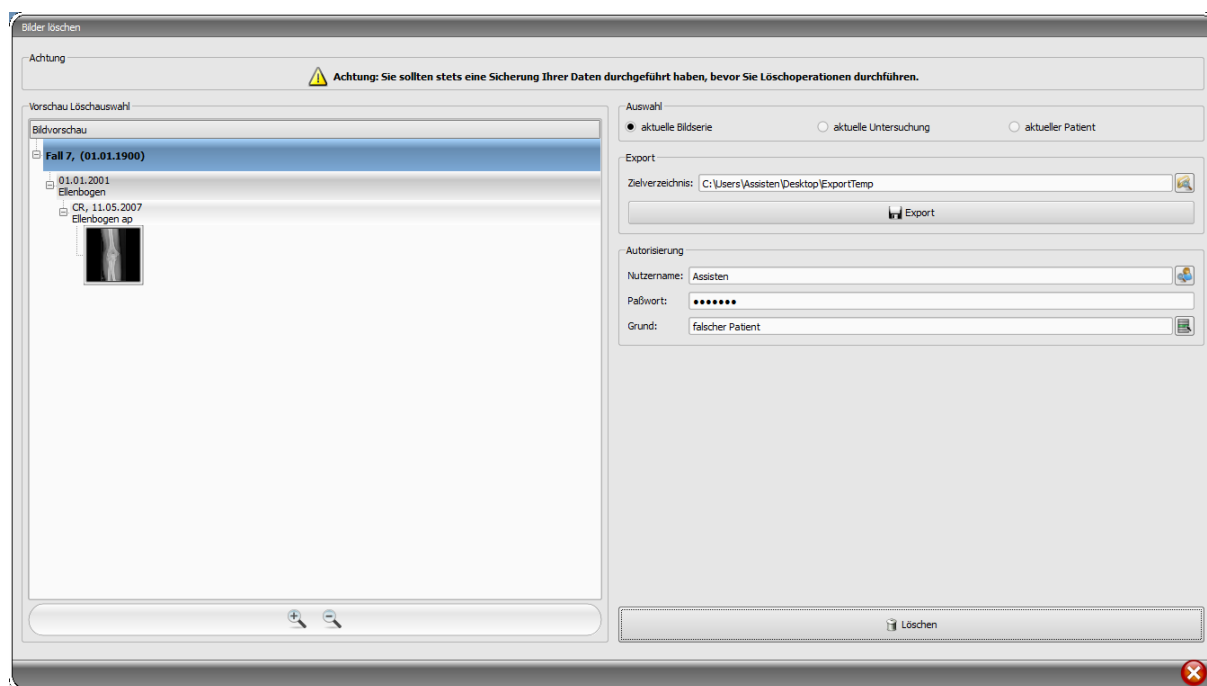 Bilder löschen
Achtung
Achtung: Sie sollten stets eine Sicherung Ihrer Daten durchgeführt haben, bevor Sie Löschoperationen durchführen.
Vorschau Löschauswahl
Bildvorschau
Fall 7, (01.01.1900)
01.01.2001
Ellenbogen
CR, 11.05.2007
Ellenbogen ap
Auswahl
aktuelle Bildserie
aktuelle Untersuchung
aktueller Patient
Export
Zielverzeichnis: C:\Users\Assisten\Desktop\ExportTemp
Export
Autorisierung
Nutzername: Assisten
Paßwort: •••••••
Grund: falscher Patient
Löschen